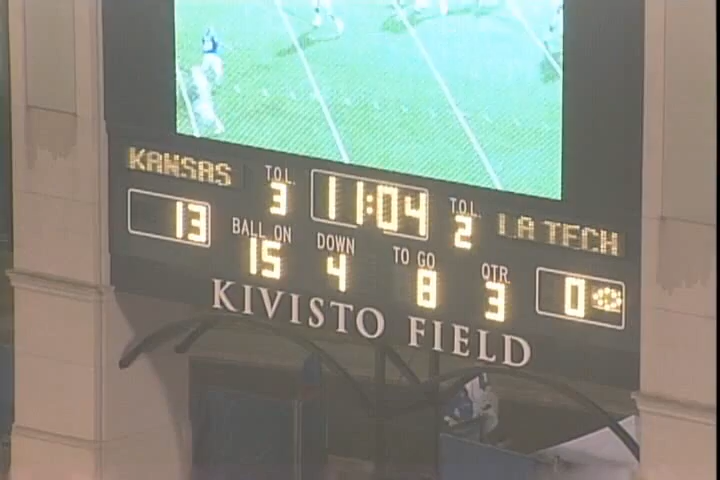 KANSAS T.O.L. 11:04 T.O.L. LA TECH
13 3 2 0
BALL ON DOWN TO GO QTR.
15 4 8 3
KIVISTO FIELD